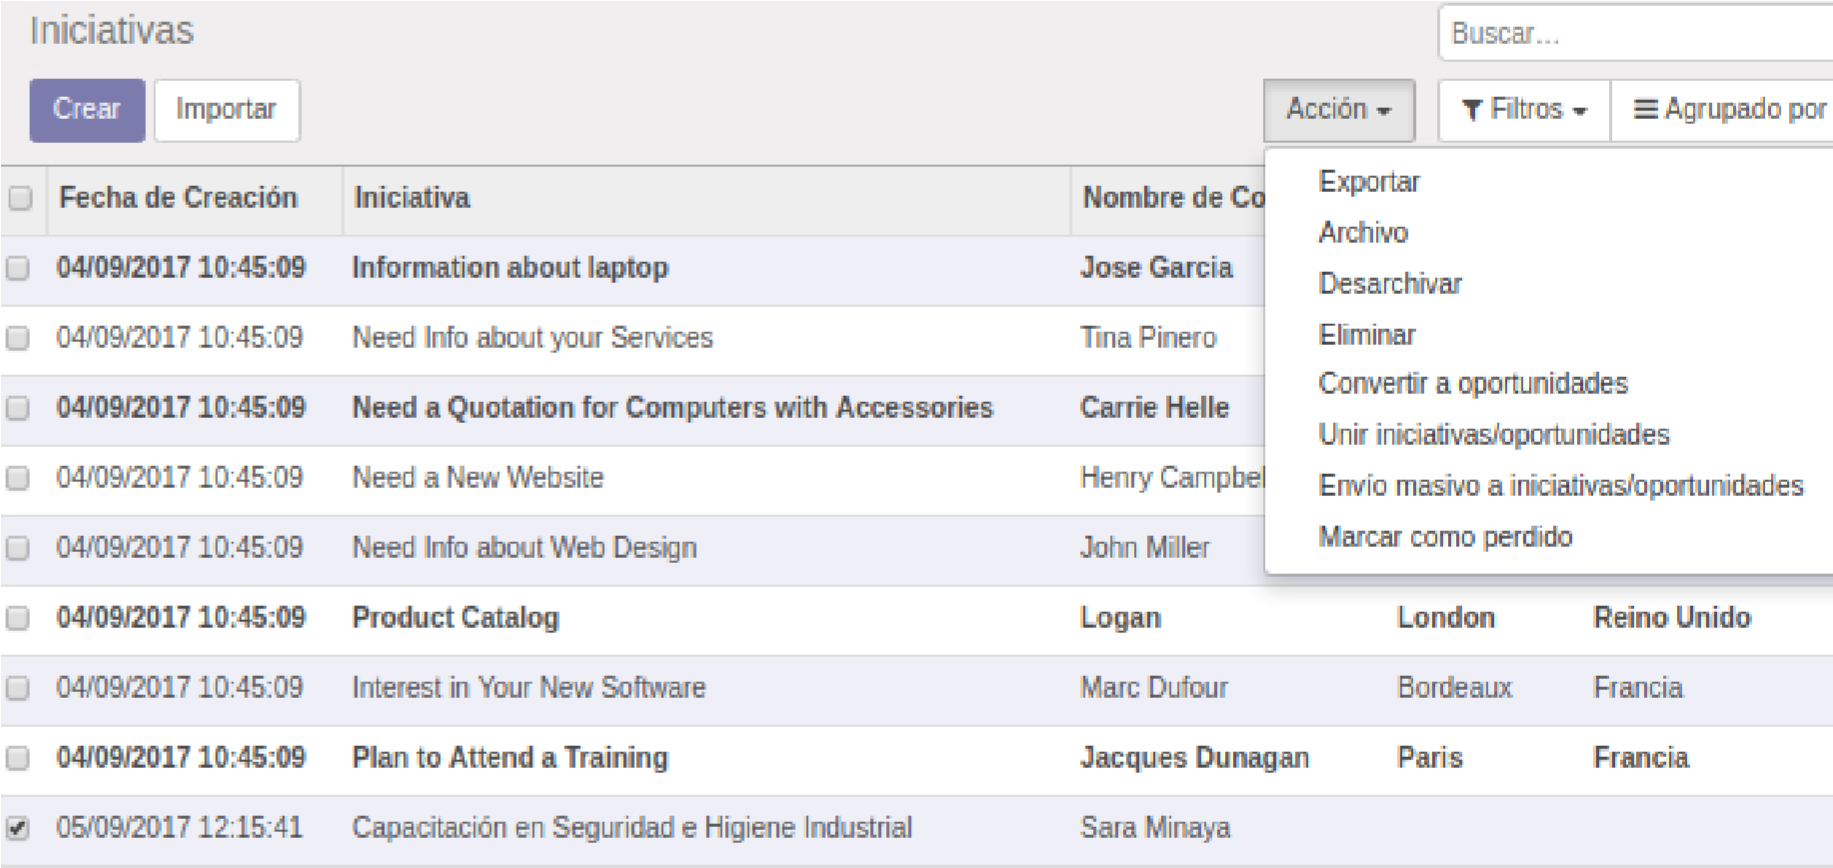 Iniciativas
Buscar...
Crear Importar Acción Filtros Agrupado por
Exportar
Archivo
Desarchivar
Eliminar
Convertir a oportunidades
Unir iniciativas/oportunidades
Envío masivo a iniciativas/oportunidades
Marcar como perdido
Fecha de Creación Iniciativa Nombre de Co
04/09/2017 10:45:09 Information about laptop Jose Garcia
04/09/2017 10:45:09 Need Info about your Services Tina Pinero
04/09/2017 10:45:09 Need a Quotation for Computers with Accessories Carrie Helle
04/09/2017 10:45:09 Need a New Website Henry Campbel
04/09/2017 10:45:09 Need Info about Web Design John Miller
04/09/2017 10:45:09 Product Catalog Logan London Reino Unido
04/09/2017 10:45:09 Interest in Your New Software Marc Dufour Bordeaux Francia
04/09/2017 10:45:09 Plan to Attend a Training Jacques Dunagan Paris Francia
05/09/2017 12:15:41 Capacitación en Seguridad e Higiene Industrial Sara Minaya